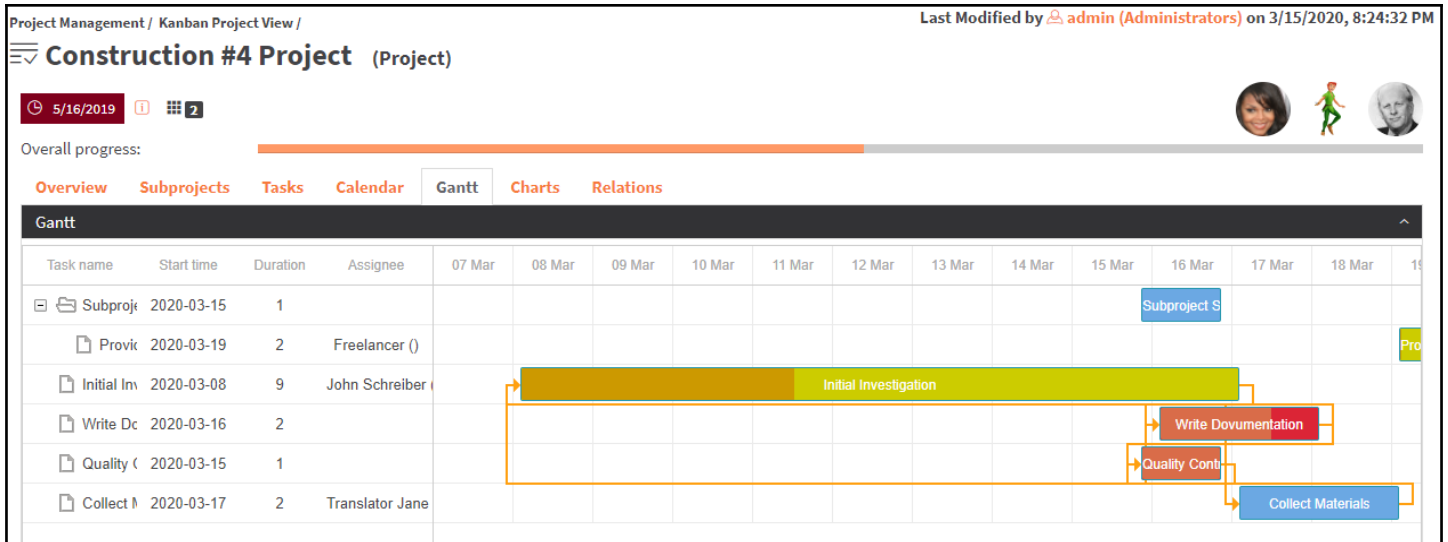 Project Management / Kanban Project View /
Last Modified by admin (Administrators) on 3/15/2020, 8:24:32 PM
Construction #4 Project (Project)
5/16/2019 2
Overall progress:
Overview Subprojects Tasks Calendar Gantt Charts Relations
Gantt
Task name Start time Duration Assignee 07 Mar 08 Mar 09 Mar 10 Mar 11 Mar 12 Mar 13 Mar 14 Mar 15 Mar 16 Mar 17 Mar 18 Mar 19
Subproje 2020-03-15 1 Subproject S
Provic 2020-03-19 2 Freelancer () Pro
Initial Inv 2020-03-08 9 John Schreiber ( Initial Investigation
Write Dc 2020-03-16 2 Write Dovumentation
Quality ( 2020-03-15 1 Quality Cont
Collect M 2020-03-17 2 Translator Jane Collect Materials